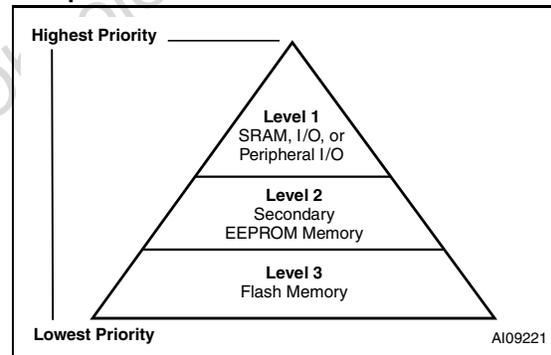 Highest Priority
Level 1
SRAM, I/O, or
Peripheral I/O
Level 2
Secondary
EEPROM Memory
Level 3
Flash Memory
Lowest Priority
AI09221